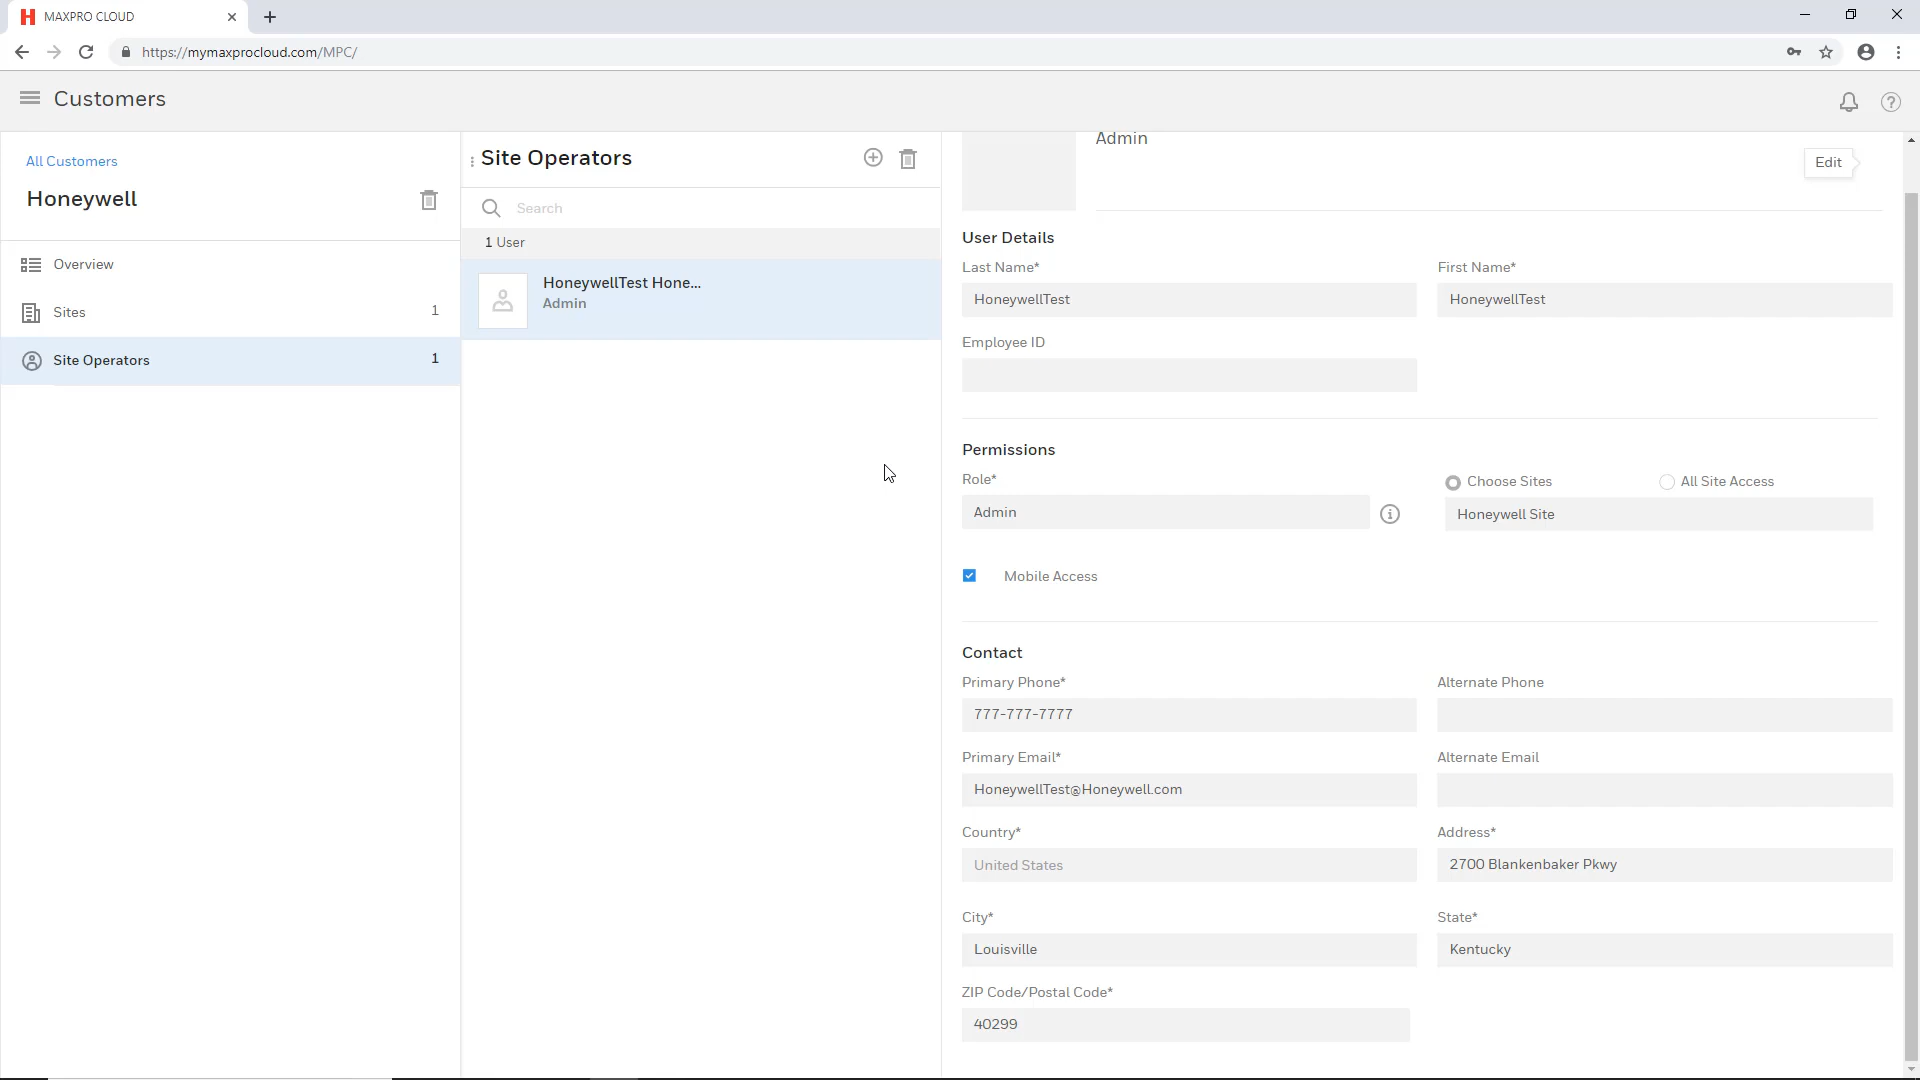 MAXPRO CLOUD
https://mymaxprocloud.com/MPC/
Customers
All Customers
Honeywell
Overview
Sites 1
Site Operators 1
Site Operators
Search
1 User
HoneywellTest Hone...
Admin
Admin
Edit
User Details
Last Name* First Name*
HoneywellTest HoneywellTest
Employee ID
Permissions
Role* Choose Sites All Site Access
Admin Honeywell Site
Mobile Access
Contact
Primary Phone* Alternate Phone
777-777-7777
Primary Email* Alternate Email
HoneywellTest@Honeywell.com
Country* Address*
United States 2700 Blankenbaker Pkwy
City* State*
Louisville Kentucky
ZIP Code/Postal Code*
40299